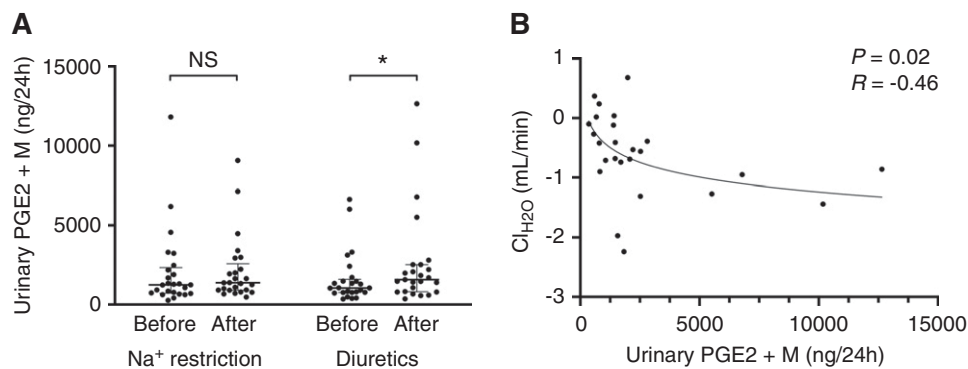 A
Urinary PGE2 + M (ng/24h)
15000
10000
5000
0
NS
*
Before After Before After
Na⁺ restriction Diuretics
B
Cl_H2O (mL/min)
1
0
-1
-2
-3
P = 0.02
R = -0.46
0 5000 10000 15000
Urinary PGE2 + M (ng/24h)